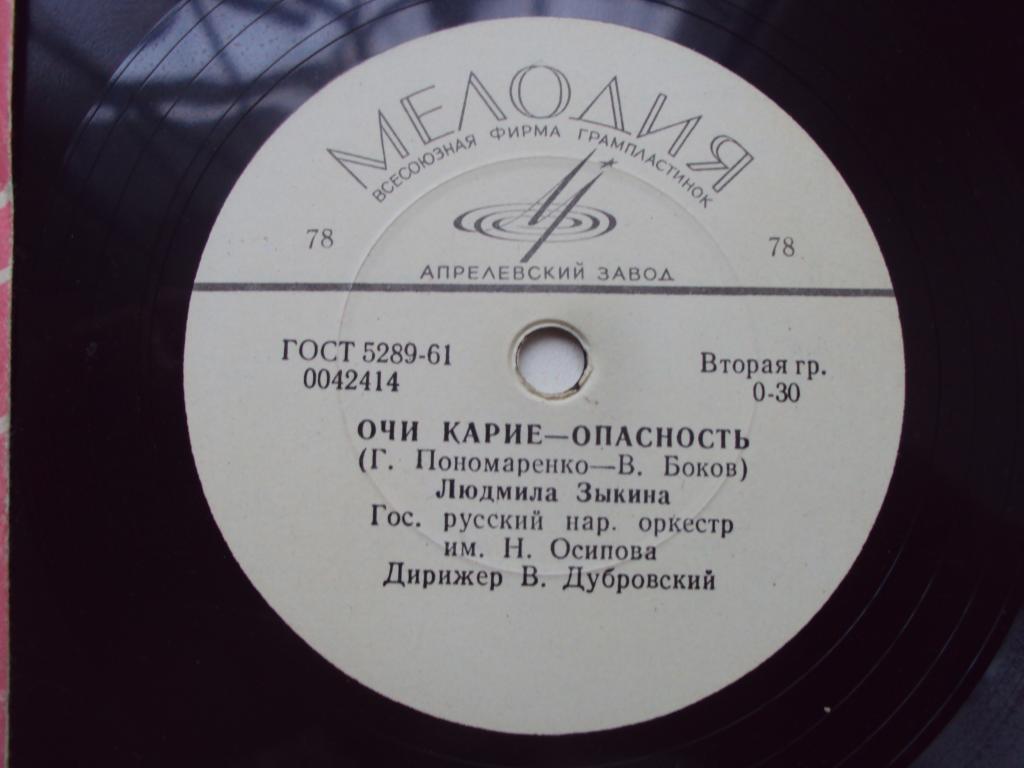 МЕЛОДИЯ
ВСЕСОЮЗНАЯ ФИРМА ГРАМПЛАСТИНОК
78 78
АПРЕЛЕВСКИЙ ЗАВОД
ГОСТ 5289-61 Вторая гр.
0042414 0-30
ОЧИ КАРИЕ—ОПАСНОСТЬ
(Г. Пономаренко—В. Боков)
Людмила Зыкина
Гос. русский нар. оркестр
им. Н. Осипова
Дирижер В. Дубровский